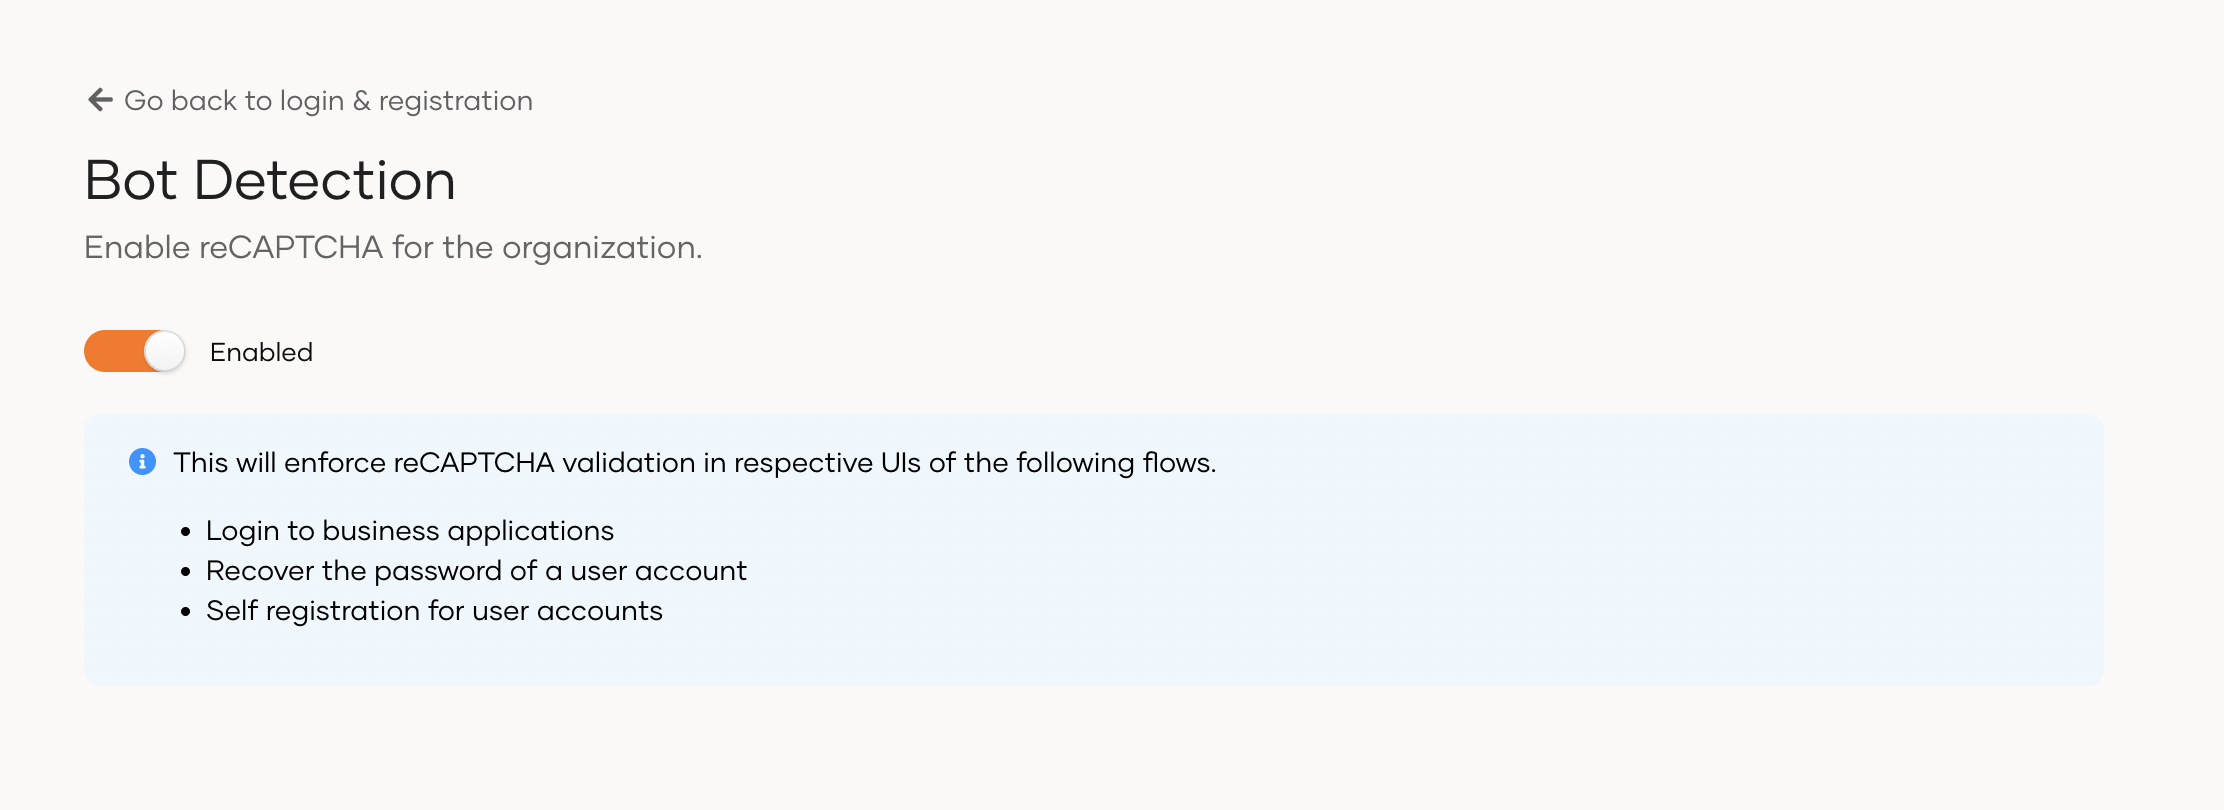 Go back to login & registration
Bot Detection
Enable reCAPTCHA for the organization.
Enabled
This will enforce reCAPTCHA validation in respective UIs of the following flows.
• Login to business applications
• Recover the password of a user account
• Self registration for user accounts